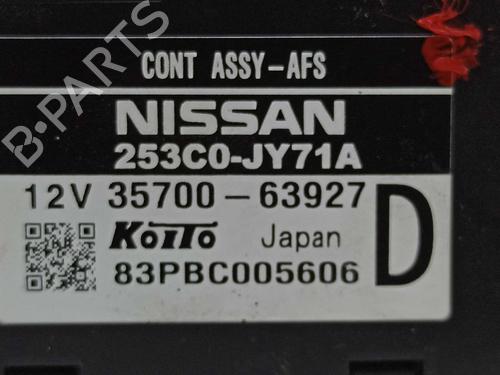 CONT ASSY-AFS
NISSAN
253C0-JY71A
12V 35700-63927
D
KOITO Japan
83PBC005606
B-PARTS